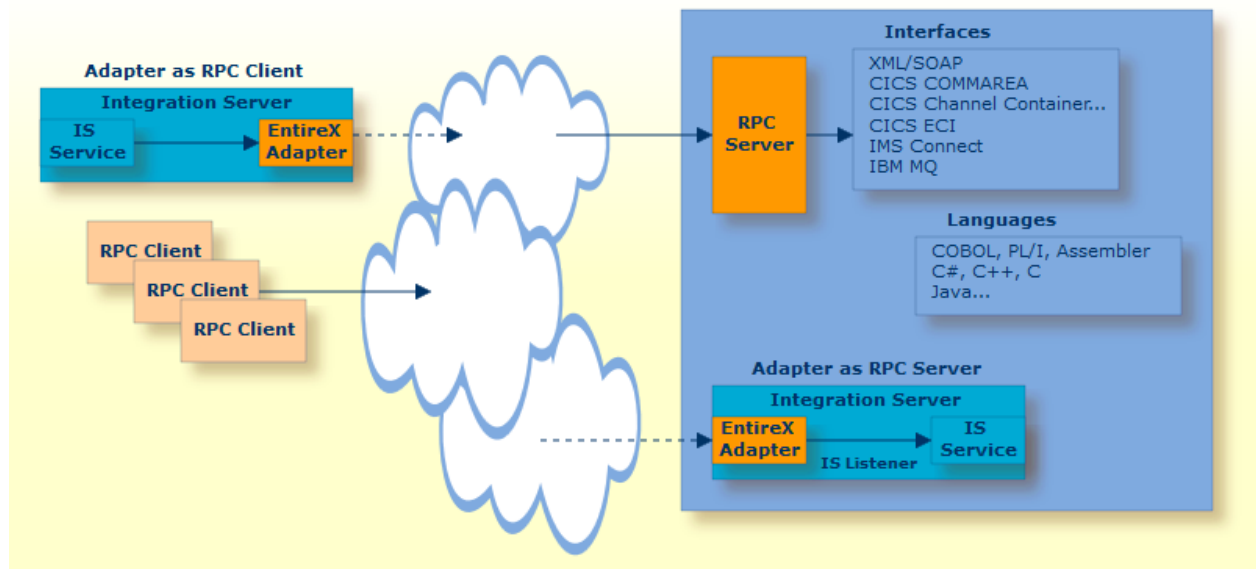 Adapter as RPC Client
Integration Server
IS
Service
EntireX
Adapter
RPC Client
RPC Client
RPC Client
Interfaces
RPC
Server
XML/SOAP
CICS COMMAREA
CICS Channel Container...
CICS ECI
IMS Connect
IBM MQ
Languages
COBOL, PL/I, Assembler
C#, C++, C
Java...
Adapter as RPC Server
Integration Server
EntireX
Adapter
IS Listener
IS
Service